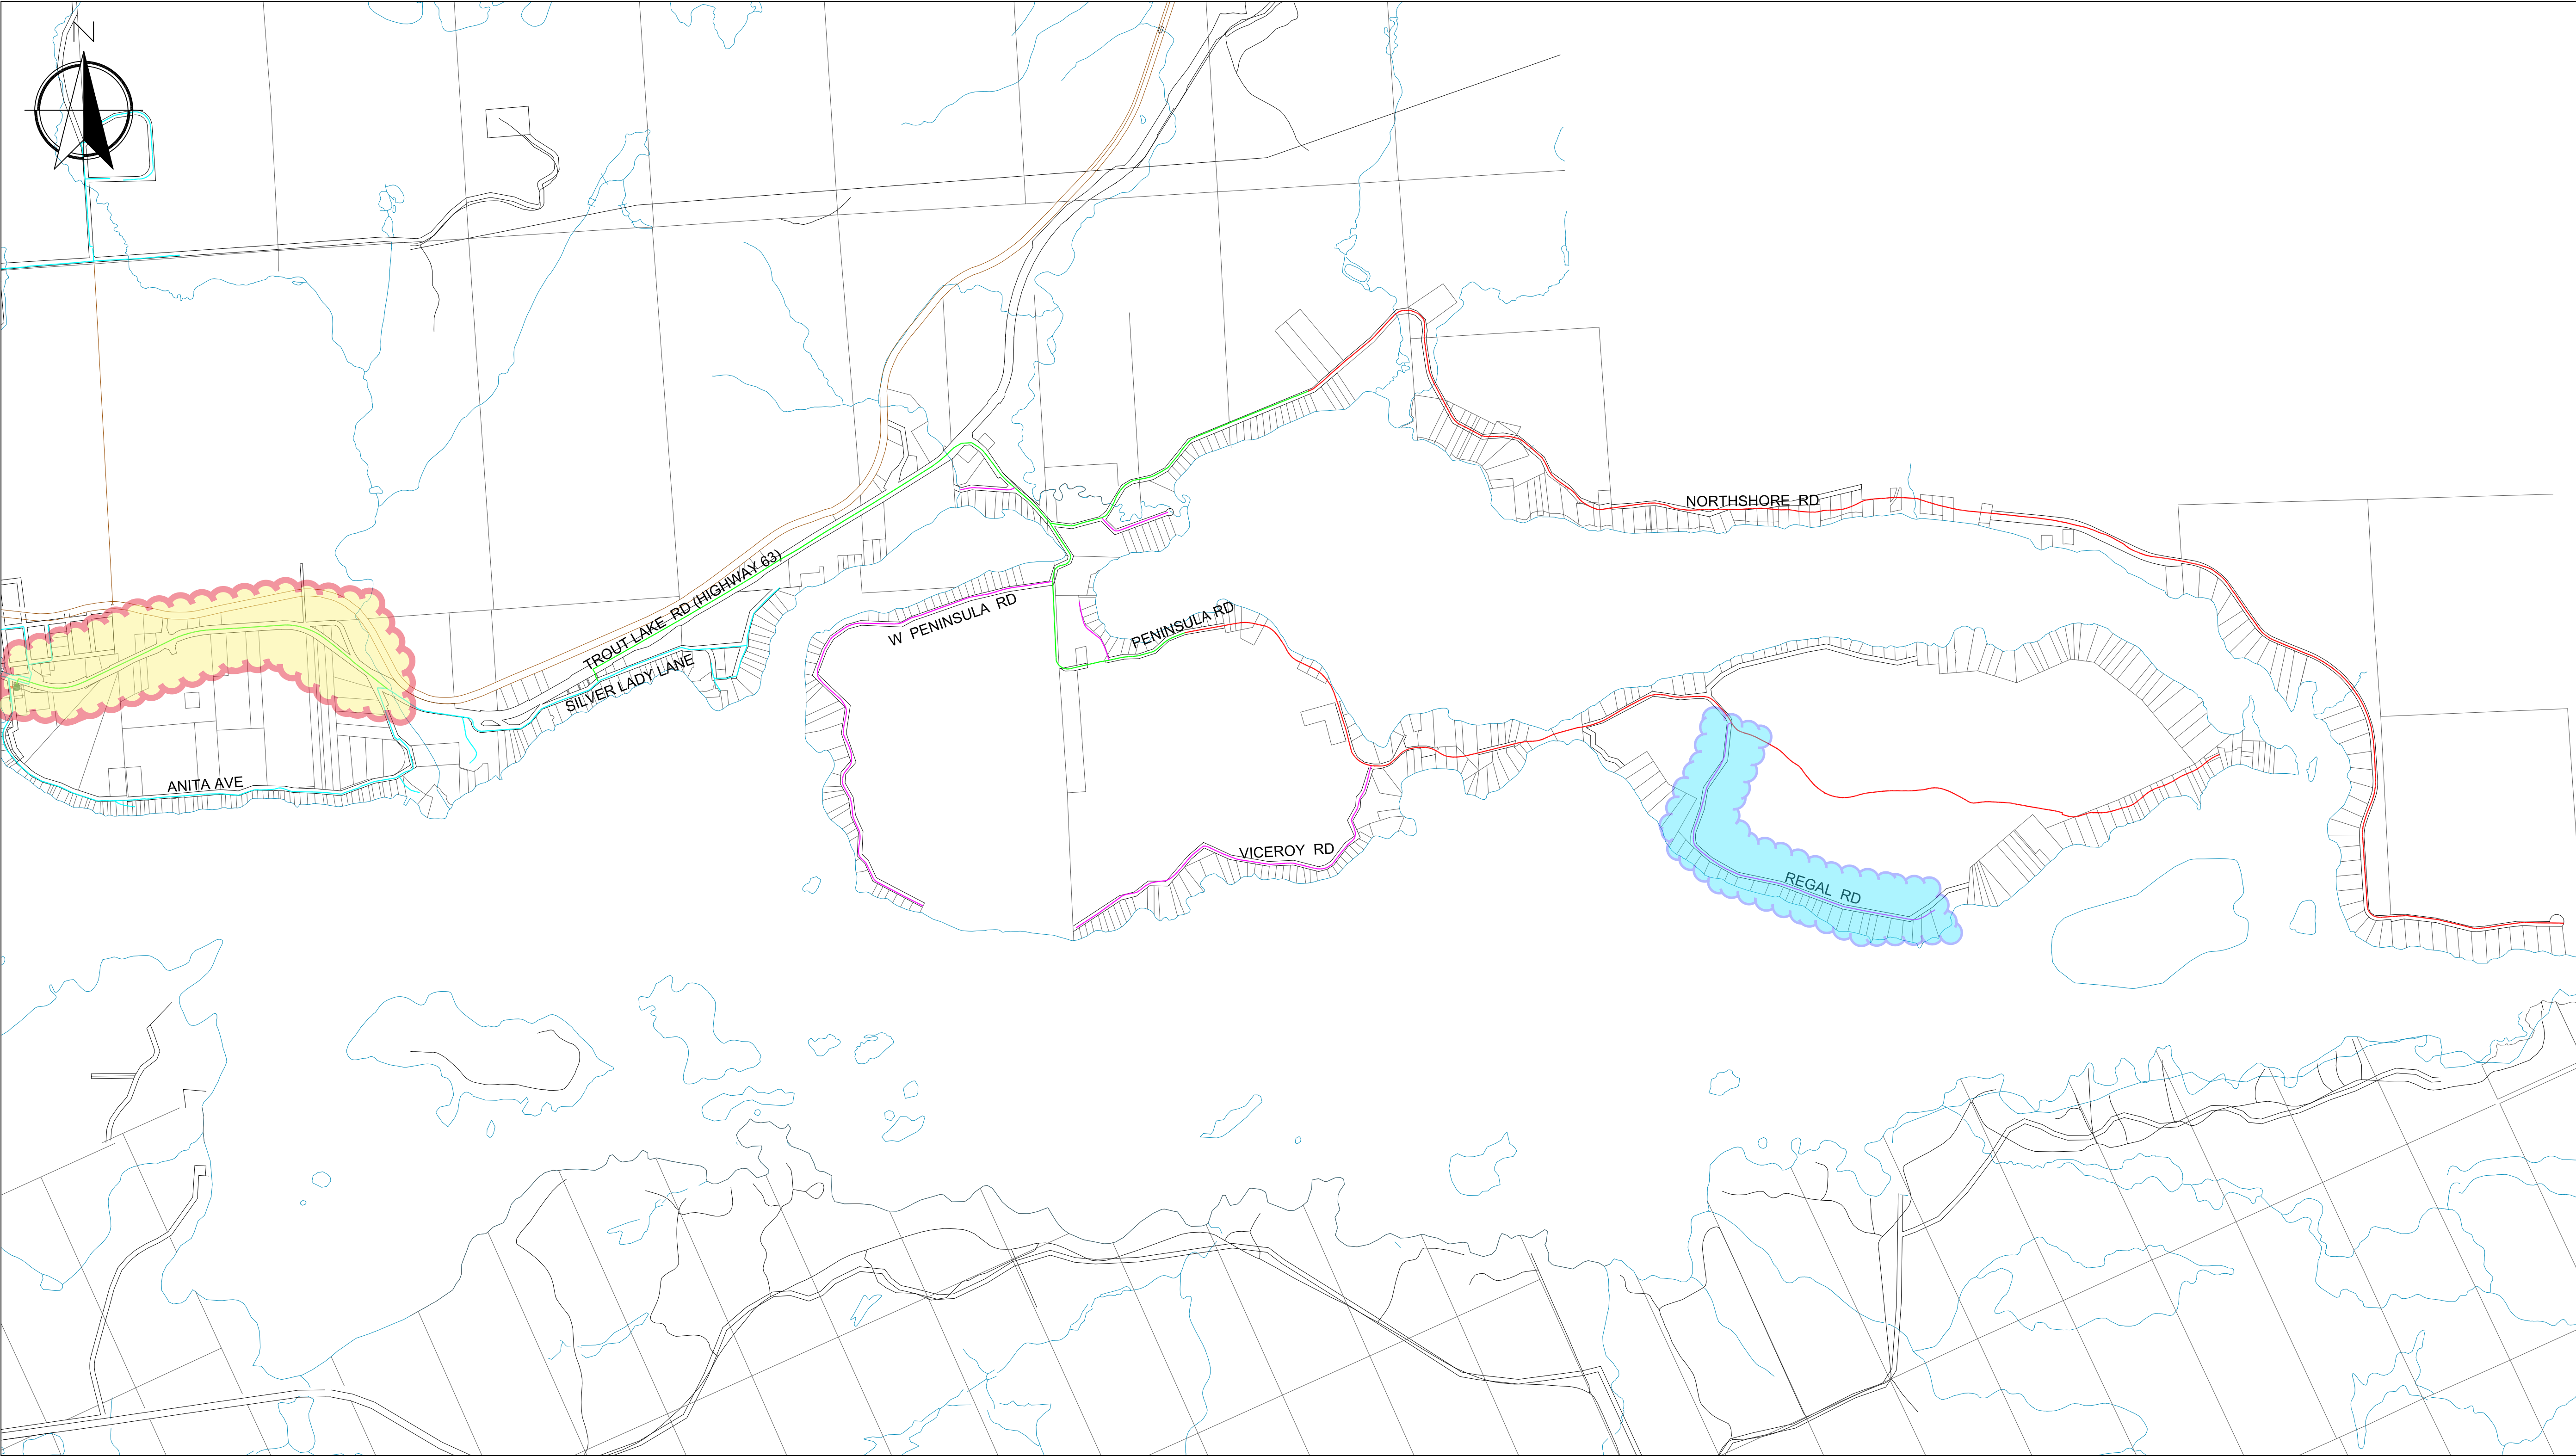 N
NORTHSHORE RD
TROUT LAKE RD (HIGHWAY 63)
W PENINSULA RD
PENINSULA RD
SILVER LADY LANE
ANITA AVE
VICEROY RD
REGAL RD